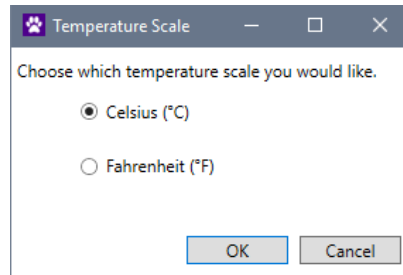 Temperature Scale
Choose which temperature scale you would like.
Celsius (°C)
Fahrenheit (°F)
OK Cancel